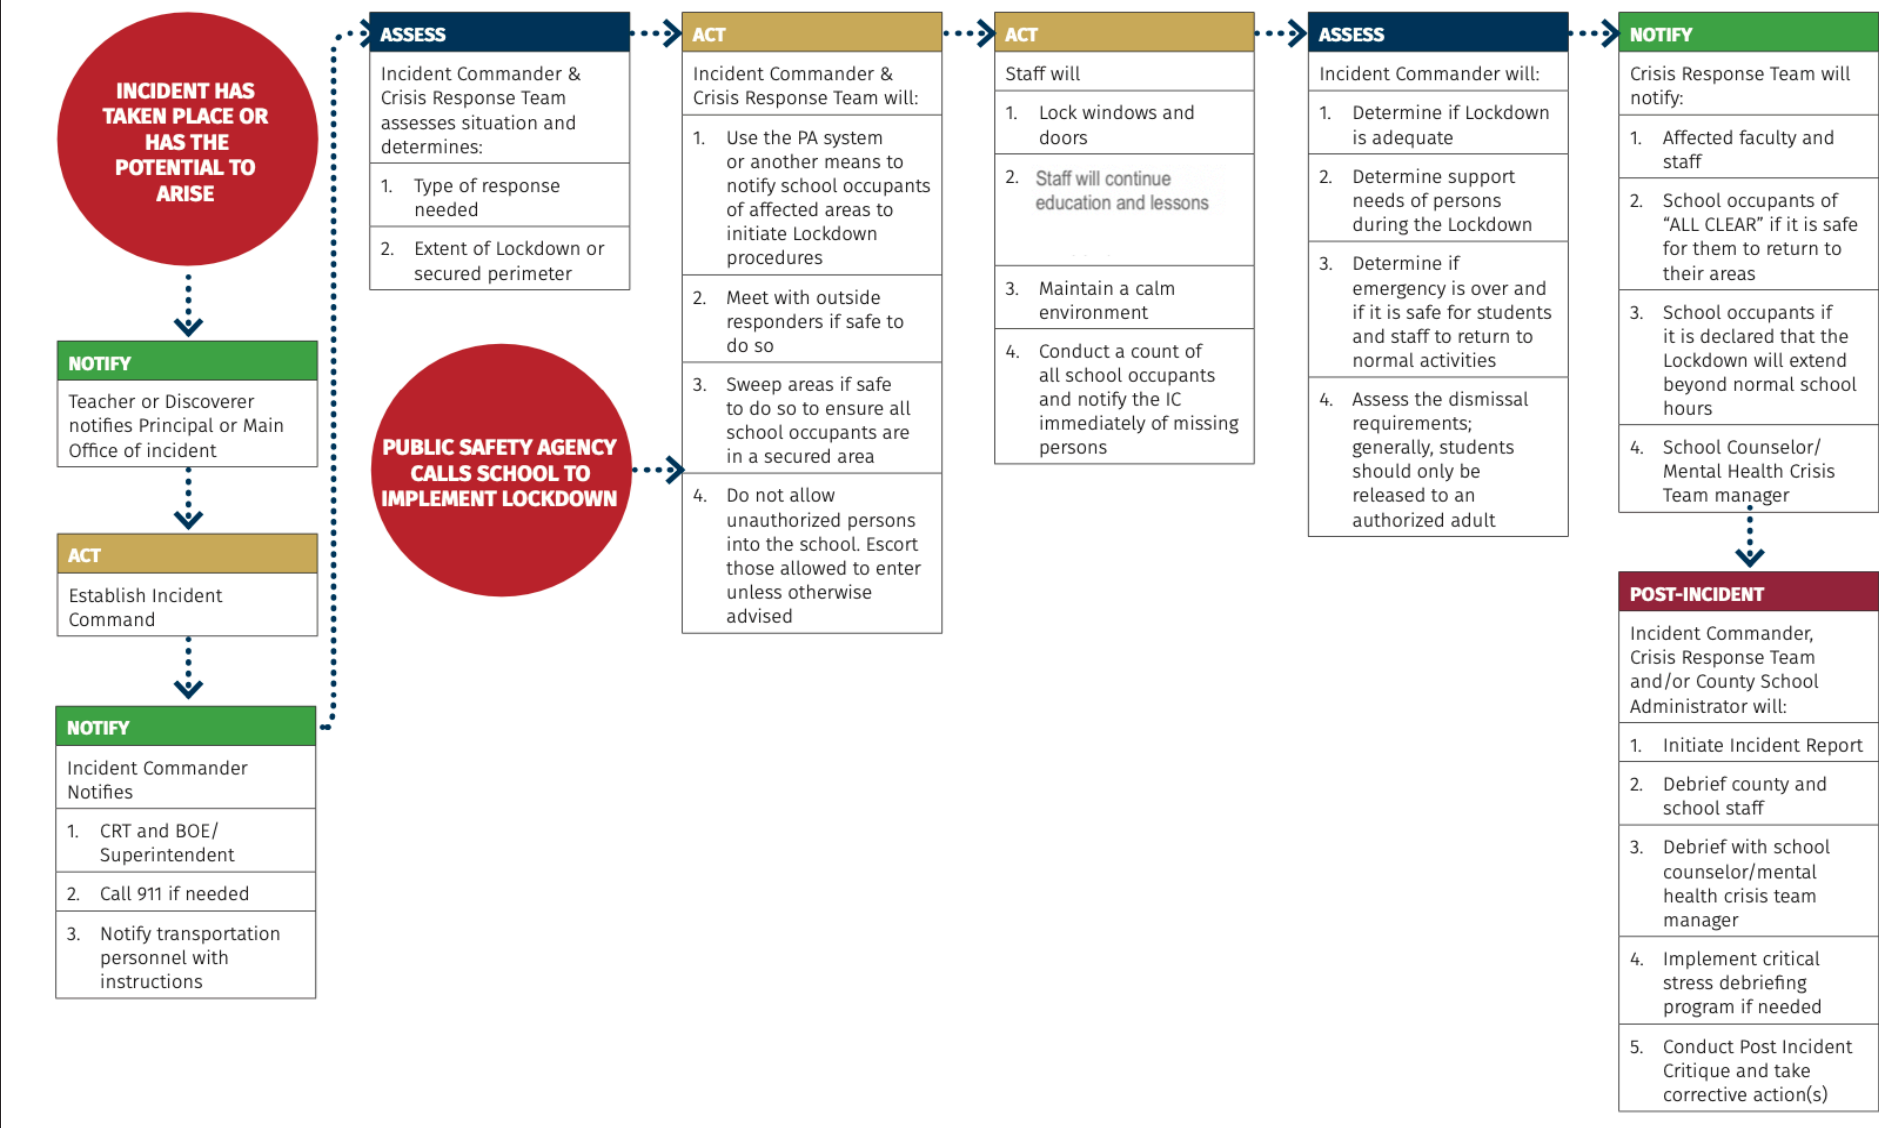 INCIDENT HAS
TAKEN PLACE OR
HAS THE
POTENTIAL TO
ARISE
NOTIFY
Teacher or Discoverer
notifies Principal or Main
Office of incident
ACT
Establish Incident
Command
NOTIFY
Incident Commander
Notifies
1. CRT and BOE/
Superintendent
2. Call 911 if needed
3. Notify transportation
personnel with
instructions
ASSESS
Incident Commander &
Crisis Response Team
assesses situation and
determines:
1. Type of response
needed
2. Extent of Lockdown or
secured perimeter
PUBLIC SAFETY AGENCY
CALLS SCHOOL TO
IMPLEMENT LOCKDOWN
ACT
Incident Commander &
Crisis Response Team will:
1. Use the PA system
or another means to
notify school occupants
of affected areas to
initiate Lockdown
procedures
2. Meet with outside
responders if safe to
do so
3. Sweep areas if safe
to do so to ensure all
school occupants are
in a secured area
4. Do not allow
unauthorized persons
into the school. Escort
those allowed to enter
unless otherwise
advised
ACT
Staff will
1. Lock windows and
doors
2. Staff will continue
education and lessons
3. Maintain a calm
environment
4. Conduct a count of
all school occupants
and notify the IC
immediately of missing
persons
ASSESS
Incident Commander will:
1. Determine if Lockdown
is adequate
2. Determine support
needs of persons
during the Lockdown
3. Determine if
emergency is over and
if it is safe for students
and staff to return to
normal activities
4. Assess the dismissal
requirements;
generally, students
should only be
released to an
authorized adult
NOTIFY
Crisis Response Team will
notify:
1. Affected faculty and
staff
2. School occupants of
“ALL CLEAR” if it is safe
for them to return to
their areas
3. School occupants if
it is declared that the
Lockdown will extend
beyond normal school
hours
4. School Counselor/
Mental Health Crisis
Team manager
POST-INCIDENT
Incident Commander,
Crisis Response Team
and/or County School
Administrator will:
1. Initiate Incident Report
2. Debrief county and
school staff
3. Debrief with school
counselor/mental
health crisis team
manager
4. Implement critical
stress debriefing
program if needed
5. Conduct Post Incident
Critique and take
corrective action(s)